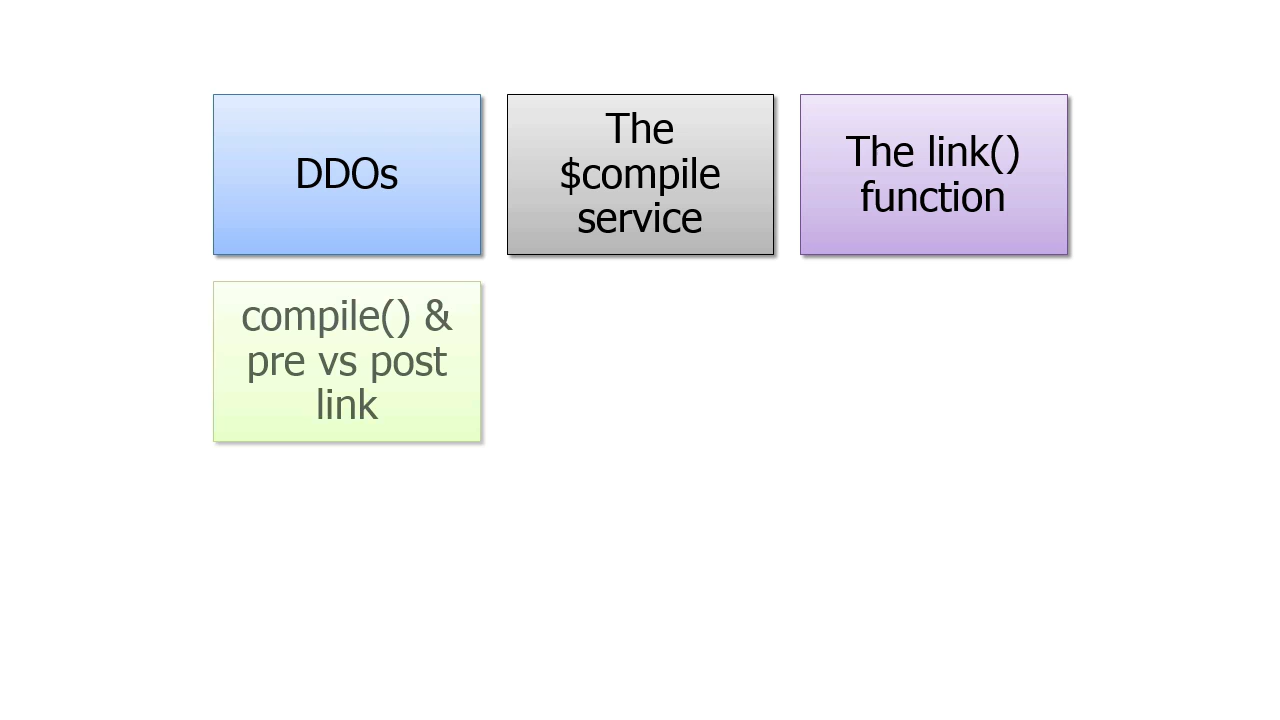 DDOs
The
$compile
service
The link()
function
compile() &
pre vs post
link